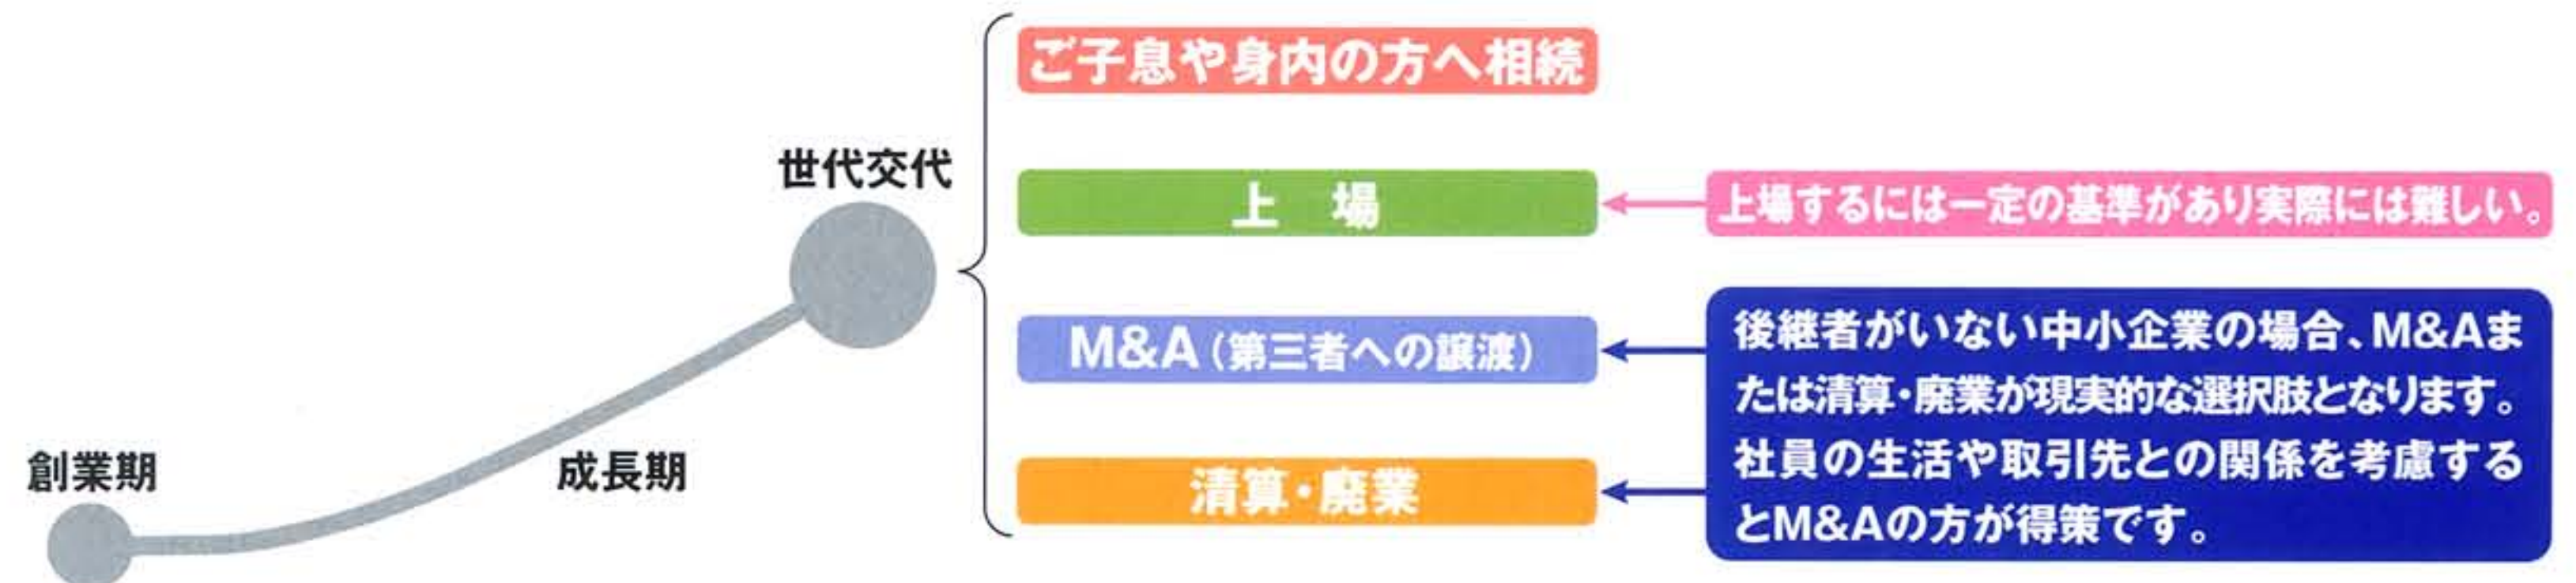 創業期
成長期
世代交代
ご子息や身内の方へ相続
上 場
上場するには一定の基準があり実際には難しい。
M&A(第三者への譲渡)
清算・廃業
後継者がいない中小企業の場合、M&Aま
たは清算・廃業が現実的な選択肢となります。
社員の生活や取引先との関係を考慮する
とM&Aの方が得策です。